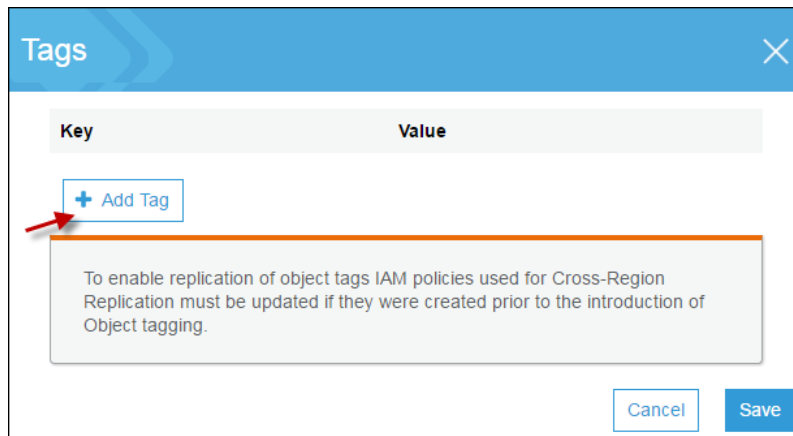 Tags
Key Value
Add Tag
To enable replication of object tags IAM policies used for Cross-Region
Replication must be updated if they were created prior to the introduction of
Object tagging.
Cancel Save